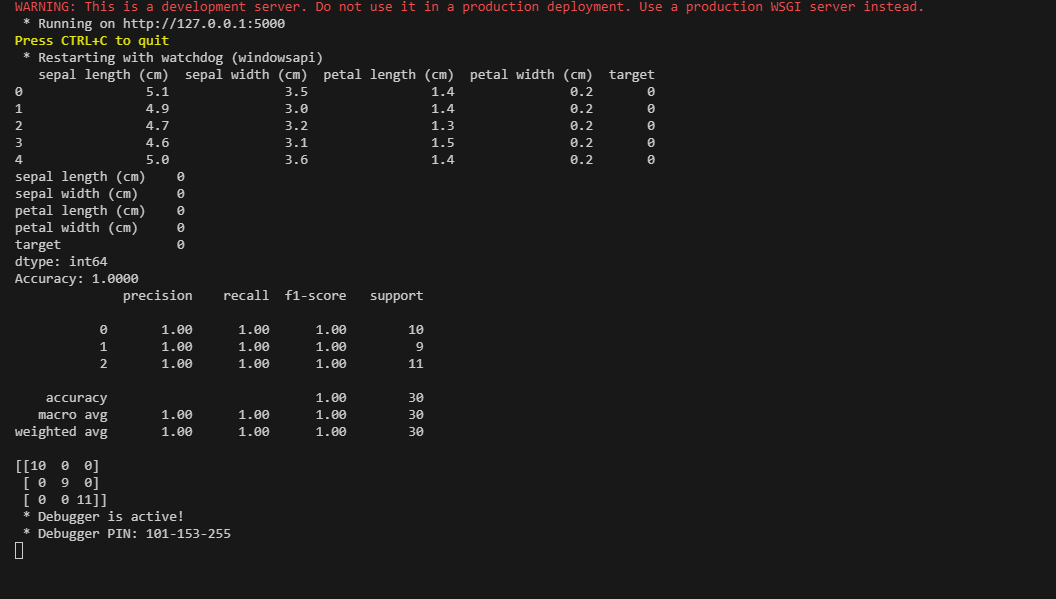 WARNING: This is a development server. Do not use it in a production deployment. Use a production WSGI server instead.
 * Running on http://127.0.0.1:5000
Press CTRL+C to quit
 * Restarting with watchdog (windowsapi)
   sepal length (cm)  sepal width (cm)  petal length (cm)  petal width (cm)  target
0                5.1               3.5                1.4               0.2       0
1                4.9               3.0                1.4               0.2       0
2                4.7               3.2                1.3               0.2       0
3                4.6               3.1                1.5               0.2       0
4                5.0               3.6                1.4               0.2       0
sepal length (cm)    0
sepal width (cm)     0
petal length (cm)    0
petal width (cm)     0
target               0
dtype: int64
Accuracy: 1.0000
              precision    recall  f1-score   support

           0       1.00      1.00      1.00        10
           1       1.00      1.00      1.00         9
           2       1.00      1.00      1.00        11

    accuracy                           1.00        30
   macro avg       1.00      1.00      1.00        30
weighted avg       1.00      1.00      1.00        30

[[10  0  0]
 [ 0  9  0]
 [ 0  0 11]]
 * Debugger is active!
 * Debugger PIN: 101-153-255